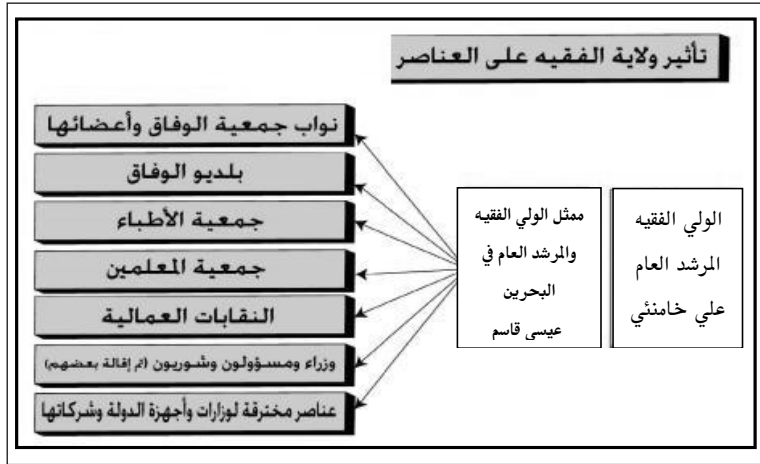 تأثير ولاية الفقيه على العناصر
الولي الفقيه
المرشد العام
علي خامنئي
ممثل الولي الفقيه
والمرشد العام في
البحرين
عيسى قاسم
نواب جمعية الوفاق وأعضائها
بلديو الوفاق
جمعية الأطباء
جمعية المعلمين
النقابات العمالية
وزراء ومسؤولون وشوريون (تم إقالة بعضهم)
عناصر مخترقة لوزارات وأجهزة الدولة وشركاتها